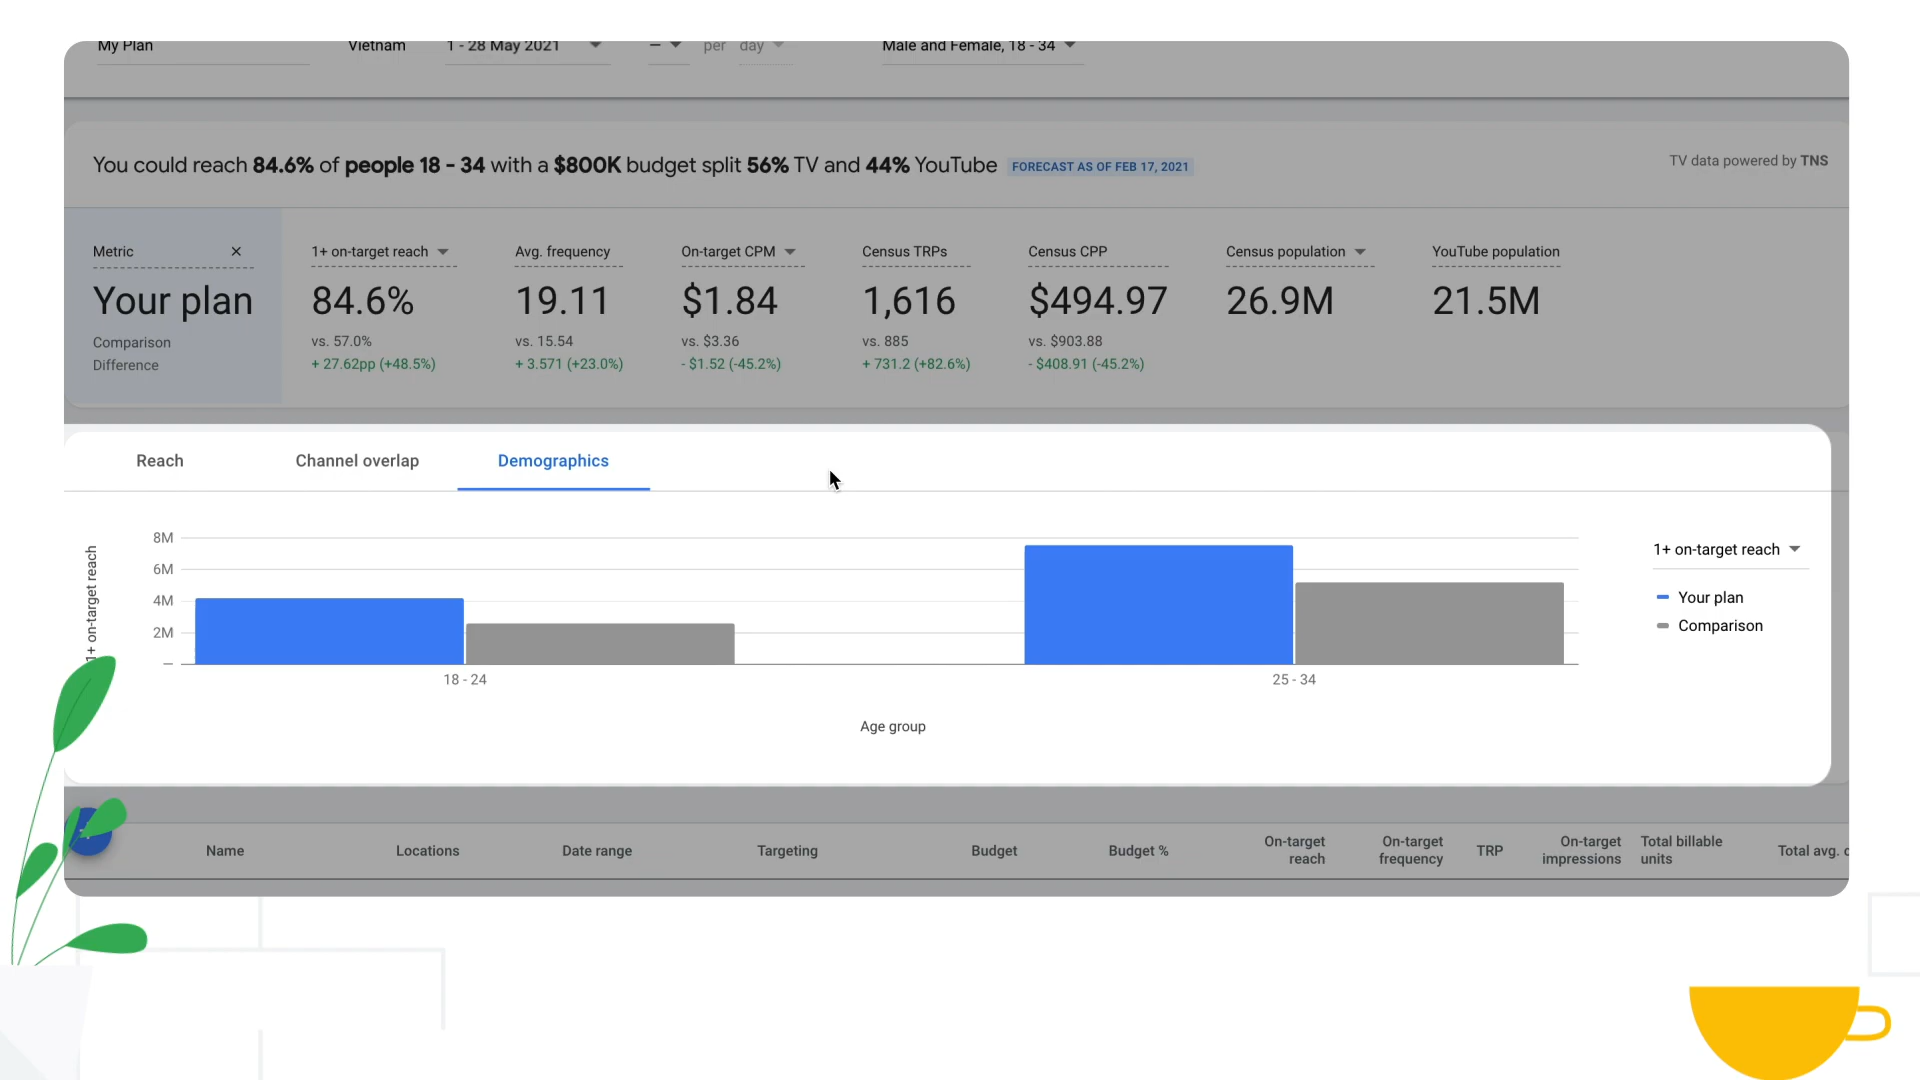 My Plan Vietnam 1 - 28 May 2021 – per day Male and Female, 18 - 34
You could reach 84.6% of people 18 - 34 with a $800K budget split 56% TV and 44% YouTube FORECAST AS OF FEB 17, 2021 TV data powered by TNS
Metric 1+ on-target reach Avg. frequency On-target CPM Census TRPs Census CPP Census population YouTube population
Your plan 84.6% 19.11 $1.84 1,616 $494.97 26.9M 21.5M
Comparison vs. 57.0% vs. 15.54 vs. $3.36 vs. 885 vs. $903.88
Difference + 27.62pp (+48.5%) + 3.571 (+23.0%) - $1.52 (-45.2%) + 731.2 (+82.6%) - $408.91 (-45.2%)
Reach Channel overlap Demographics
1+ on-target reach
8M
6M
4M
2M
–
18 - 24 25 - 34
Age group
1+ on-target reach
Your plan
Comparison
Name Locations Date range Targeting Budget Budget % On-target reach On-target frequency TRP On-target impressions Total billable units Total avg.